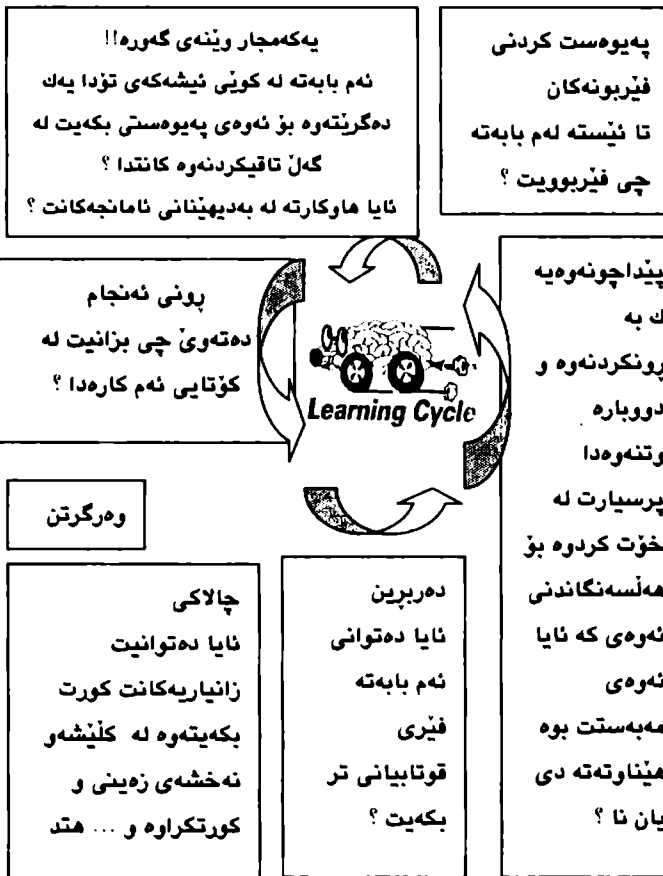 پەیوەست کردنی
فێربونەکان
تا ئێستە لەم بابەتە
چی فێربوویت ؟
یەکەمجار وێنەی گەورە!!
ئەم بابەتە لە کوێی ئیشەکەی تۆدا یەك
دەگرێتەوە بۆ ئەوەی پەیوەستی بکەیت لە
گەڵ تاقیکردنەوە کانتدا ؟
ئایا هاوکارتە لە بەدیهێنانی ئامانجەکانت ؟
پێداچونەوەیە
ك بە
ڕونکردنەوە و
دووبارە
وتنەوەدا
پرسیارت لە
خۆت کردوە بۆ
هەڵسەنگاندنی
ئەوەی کە ئایا
ئەوەی
مەبەستت بوە
هێناوتەتە دی
یان نا ؟
ڕونی ئەنجام
دەتەوێ چی بزانیت لە
کۆتایی ئەم کارەدا ؟
Learning Cycle
وەرگرتن
دەربڕین
ئایا دەتوانی
ئەم بابەتە
فێری
قوتابیانی تر
بکەیت ؟
چالاکی
ئایا دەتوانیت
زانیاریەکانت کورت
بکەیتەوە لە کڵێشەو
نەخشەی زەینی و
کورتکراوە و ... هتد